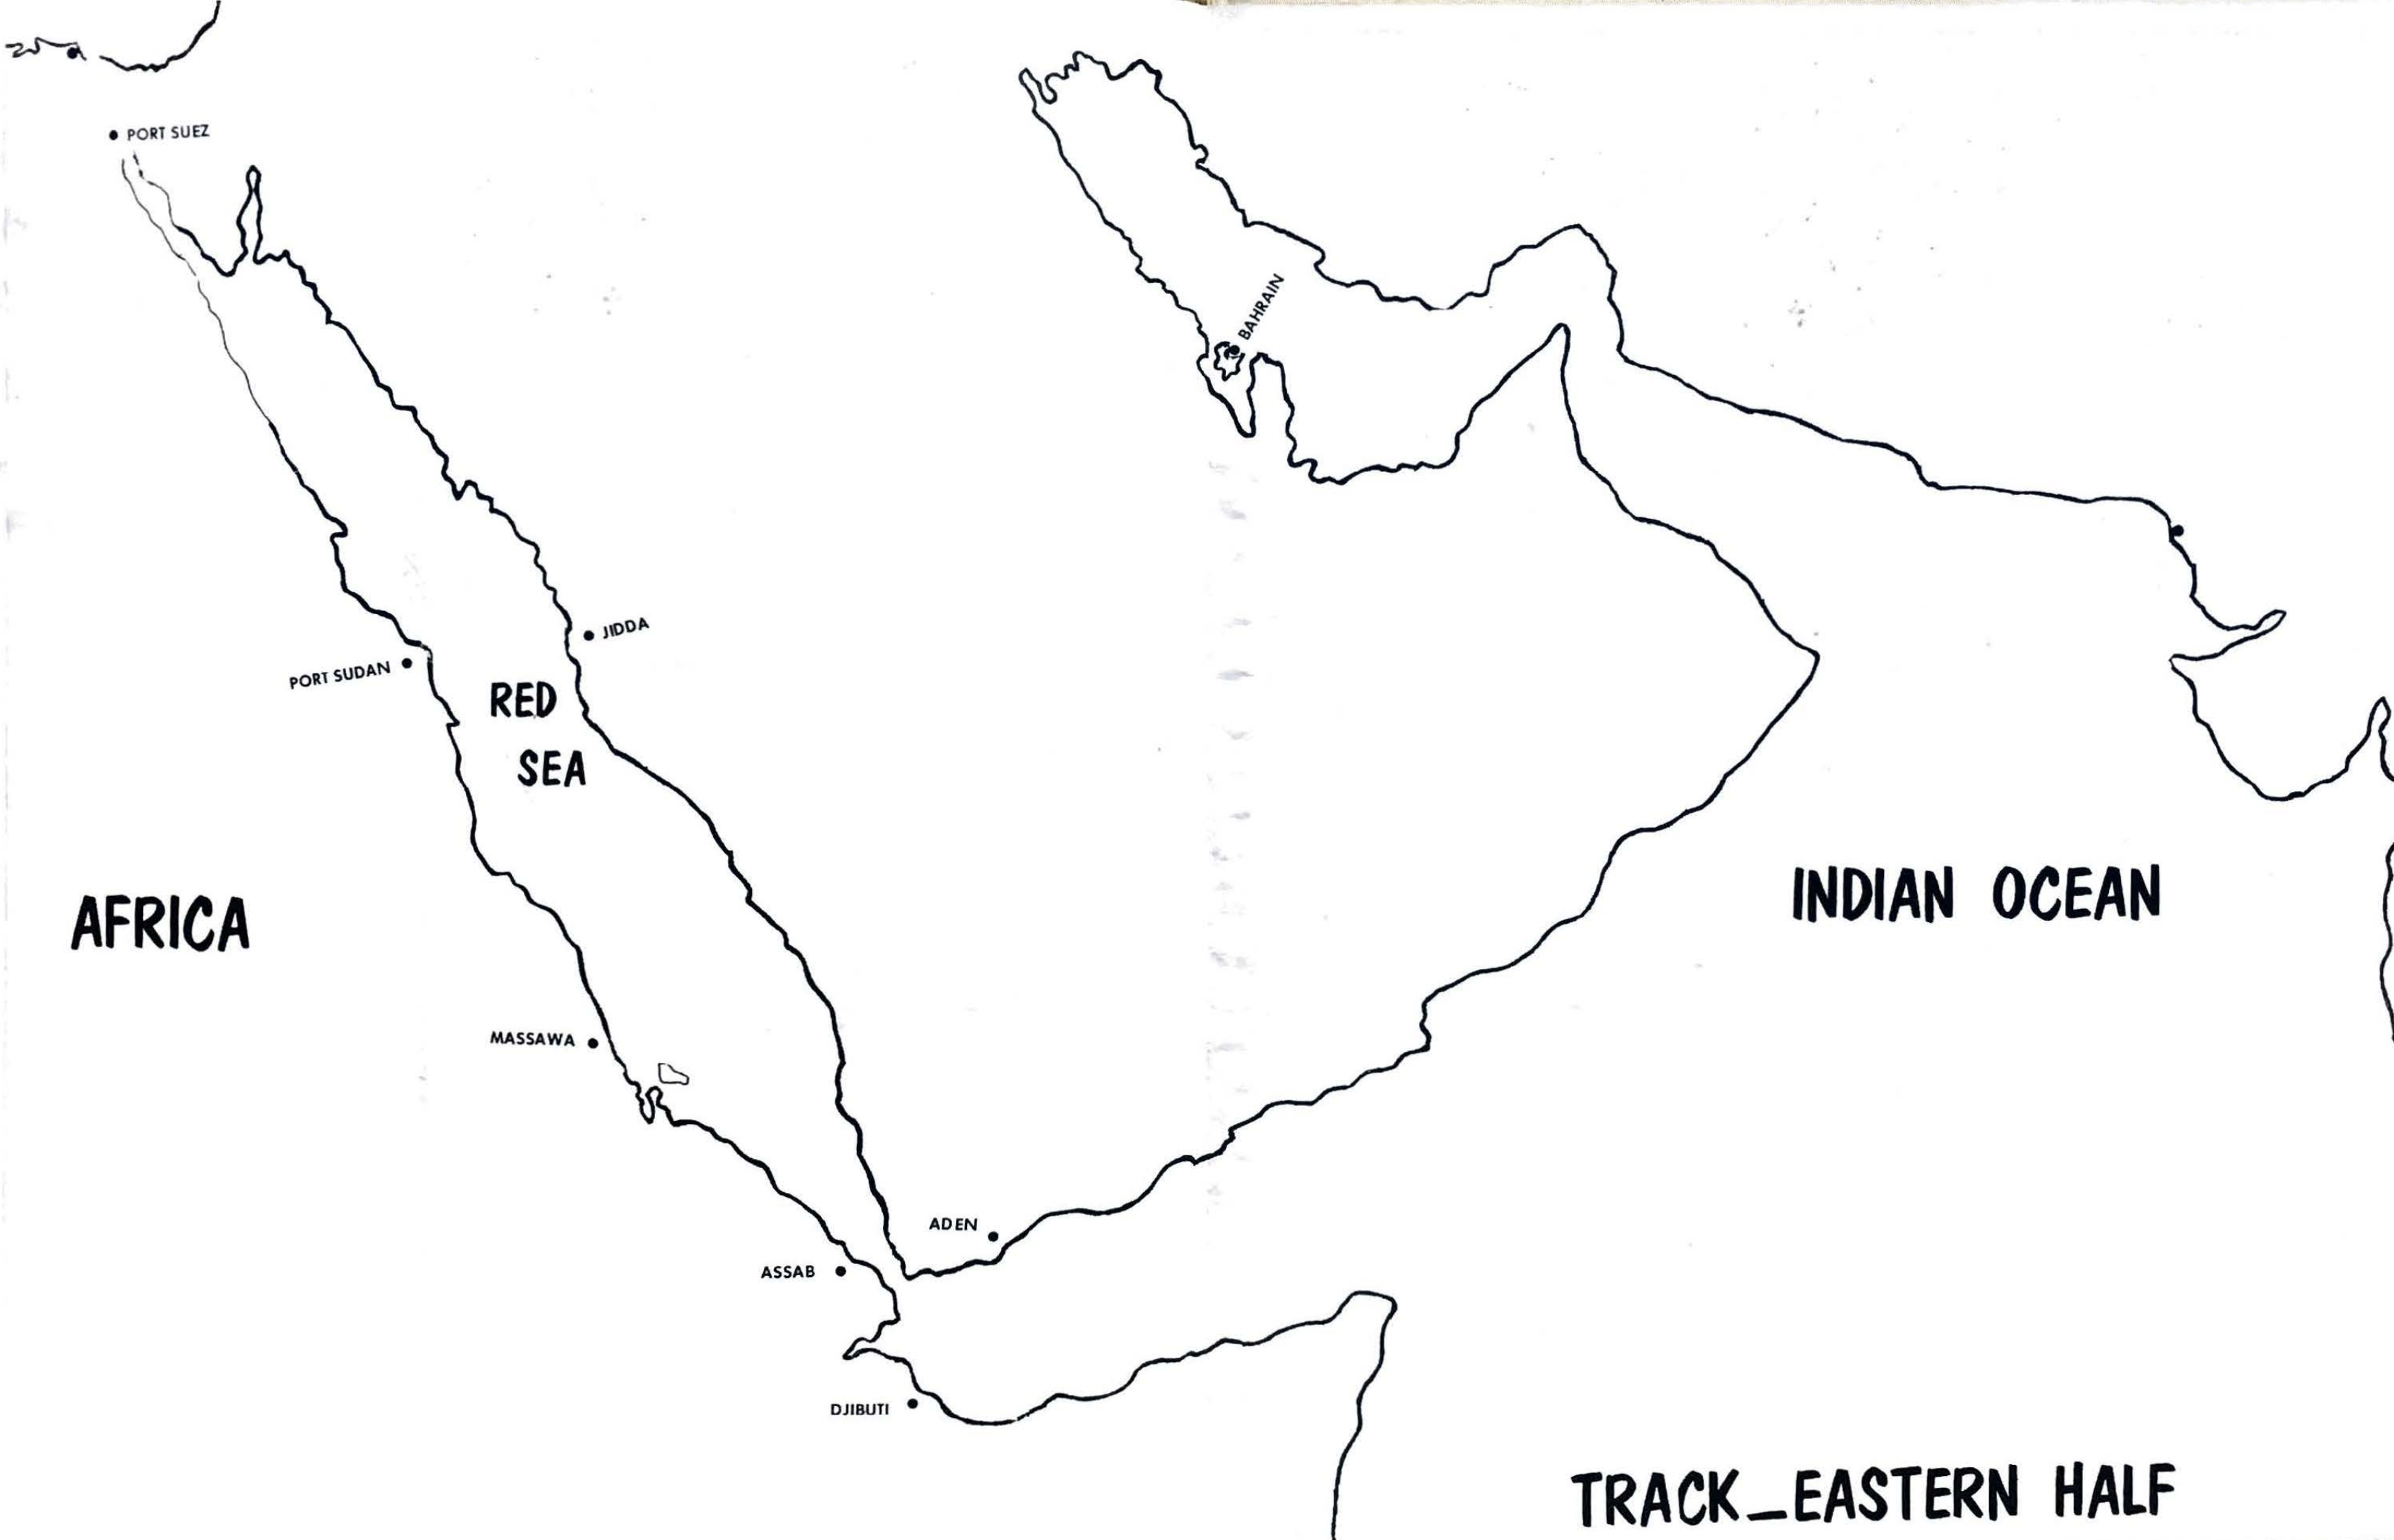 PORT SUEZ
BAHRAIN
JIDDA
PORT SUDAN
RED
SEA
AFRICA
INDIAN OCEAN
MASSAWA
ADEN
ASSAB
DJIBUTI
TRACK_EASTERN HALF